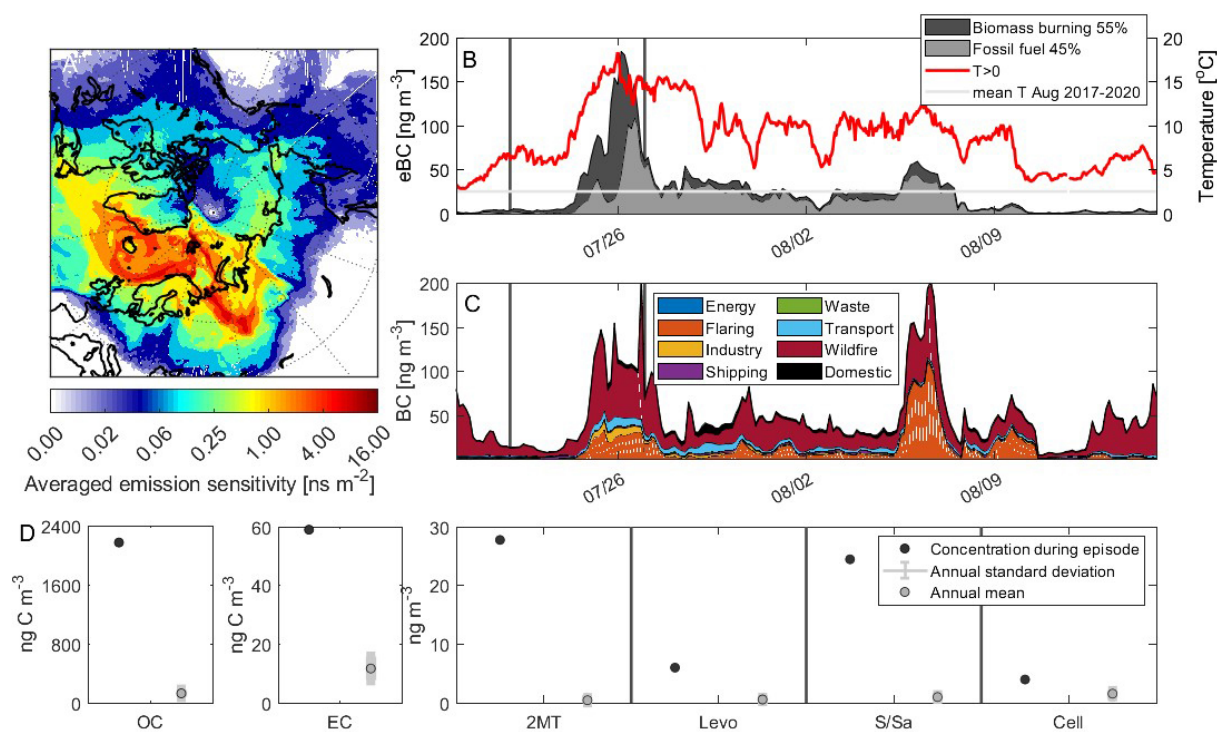 A
0.00
0.02
0.06
0.25
1.00
4.00
16.00
Averaged emission sensitivity [ns m-2]
B
Biomass burning 55%
Fossil fuel 45%
T>0
mean T Aug 2017-2020
eBC [ng m-3]
200
150
100
50
0
20
15
10
5
0
Temperature [oC]
07/26
08/02
08/09
C
Energy
Flaring
Industry
Shipping
Waste
Transport
Wildfire
Domestic
BC [ng m-3]
200
150
100
50
07/26
08/02
08/09
D
ng C m-3
2400
1600
800
0
OC
ng C m-3
60
40
20
0
EC
ng m-3
30
20
10
0
Concentration during episode
Annual standard deviation
Annual mean
2MT
Levo
S/Sa
Cell